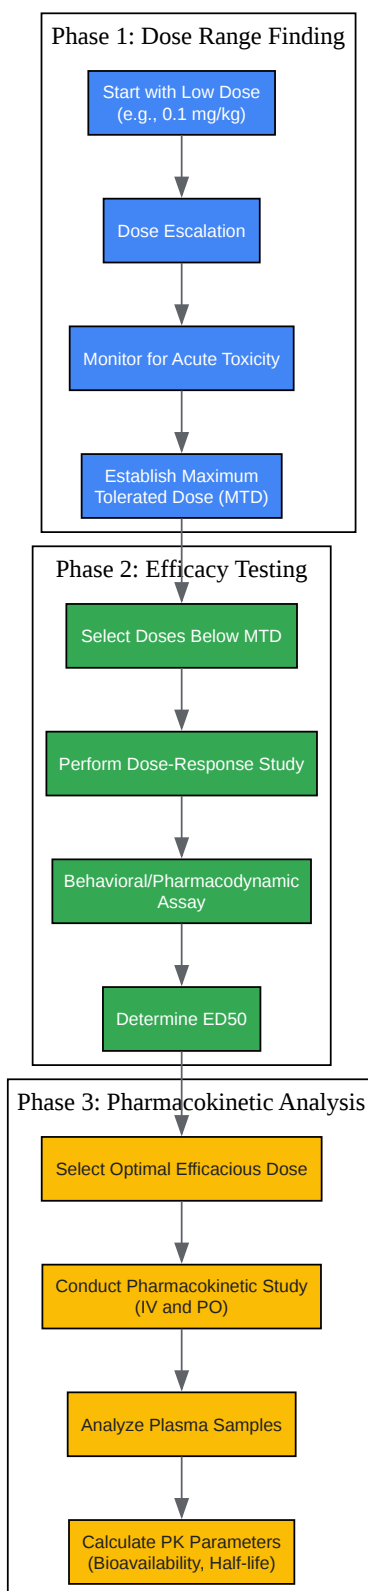 Phase 1: Dose Range Finding
Start with Low Dose
(e.g., 0.1 mg/kg)
Dose Escalation
Monitor for Acute Toxicity
Establish Maximum
Tolerated Dose (MTD)
Phase 2: Efficacy Testing
Select Doses Below MTD
Perform Dose-Response Study
Behavioral/Pharmacodynamic
Assay
Determine ED50
Phase 3: Pharmacokinetic Analysis
Select Optimal Efficacious Dose
Conduct Pharmacokinetic Study
(IV and PO)
Analyze Plasma Samples
Calculate PK Parameters
(Bioavailability, Half-life)